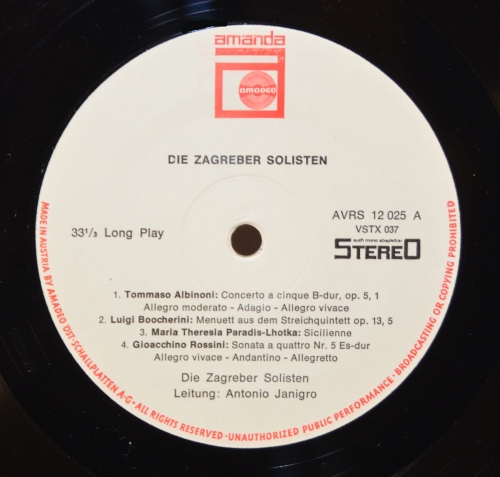 amanda
AMADEO
DIE ZAGREBER SOLISTEN
33 1/3 Long Play
AVRS 12 025 A
VSTX 037
auch mono abspielbar
STEREO
1. Tommaso Albinoni: Concerto a cinque B-dur, op. 5, 1
Allegro moderato - Adagio - Allegro vivace
2. Luigi Boocherini: Menuett aus dem Streichquintett op. 13, 5
3. Maria Theresia Paradis-Lhotka: Sicilienne
4. Gioacchino Rossini: Sonata a quattro Nr. 5 Es-dur
Allegro vivace - Andantino - Allegretto
Die Zagreber Solisten
Leitung: Antonio Janigro
MADE IN AUSTRIA BY AMADEO ÖST. SCHALLPLATTEN A-G • ALL RIGHTS RESERVED • UNAUTHORIZED PUBLIC PERFORMANCE • BROADCASTING OR COPYING PROHIBITED